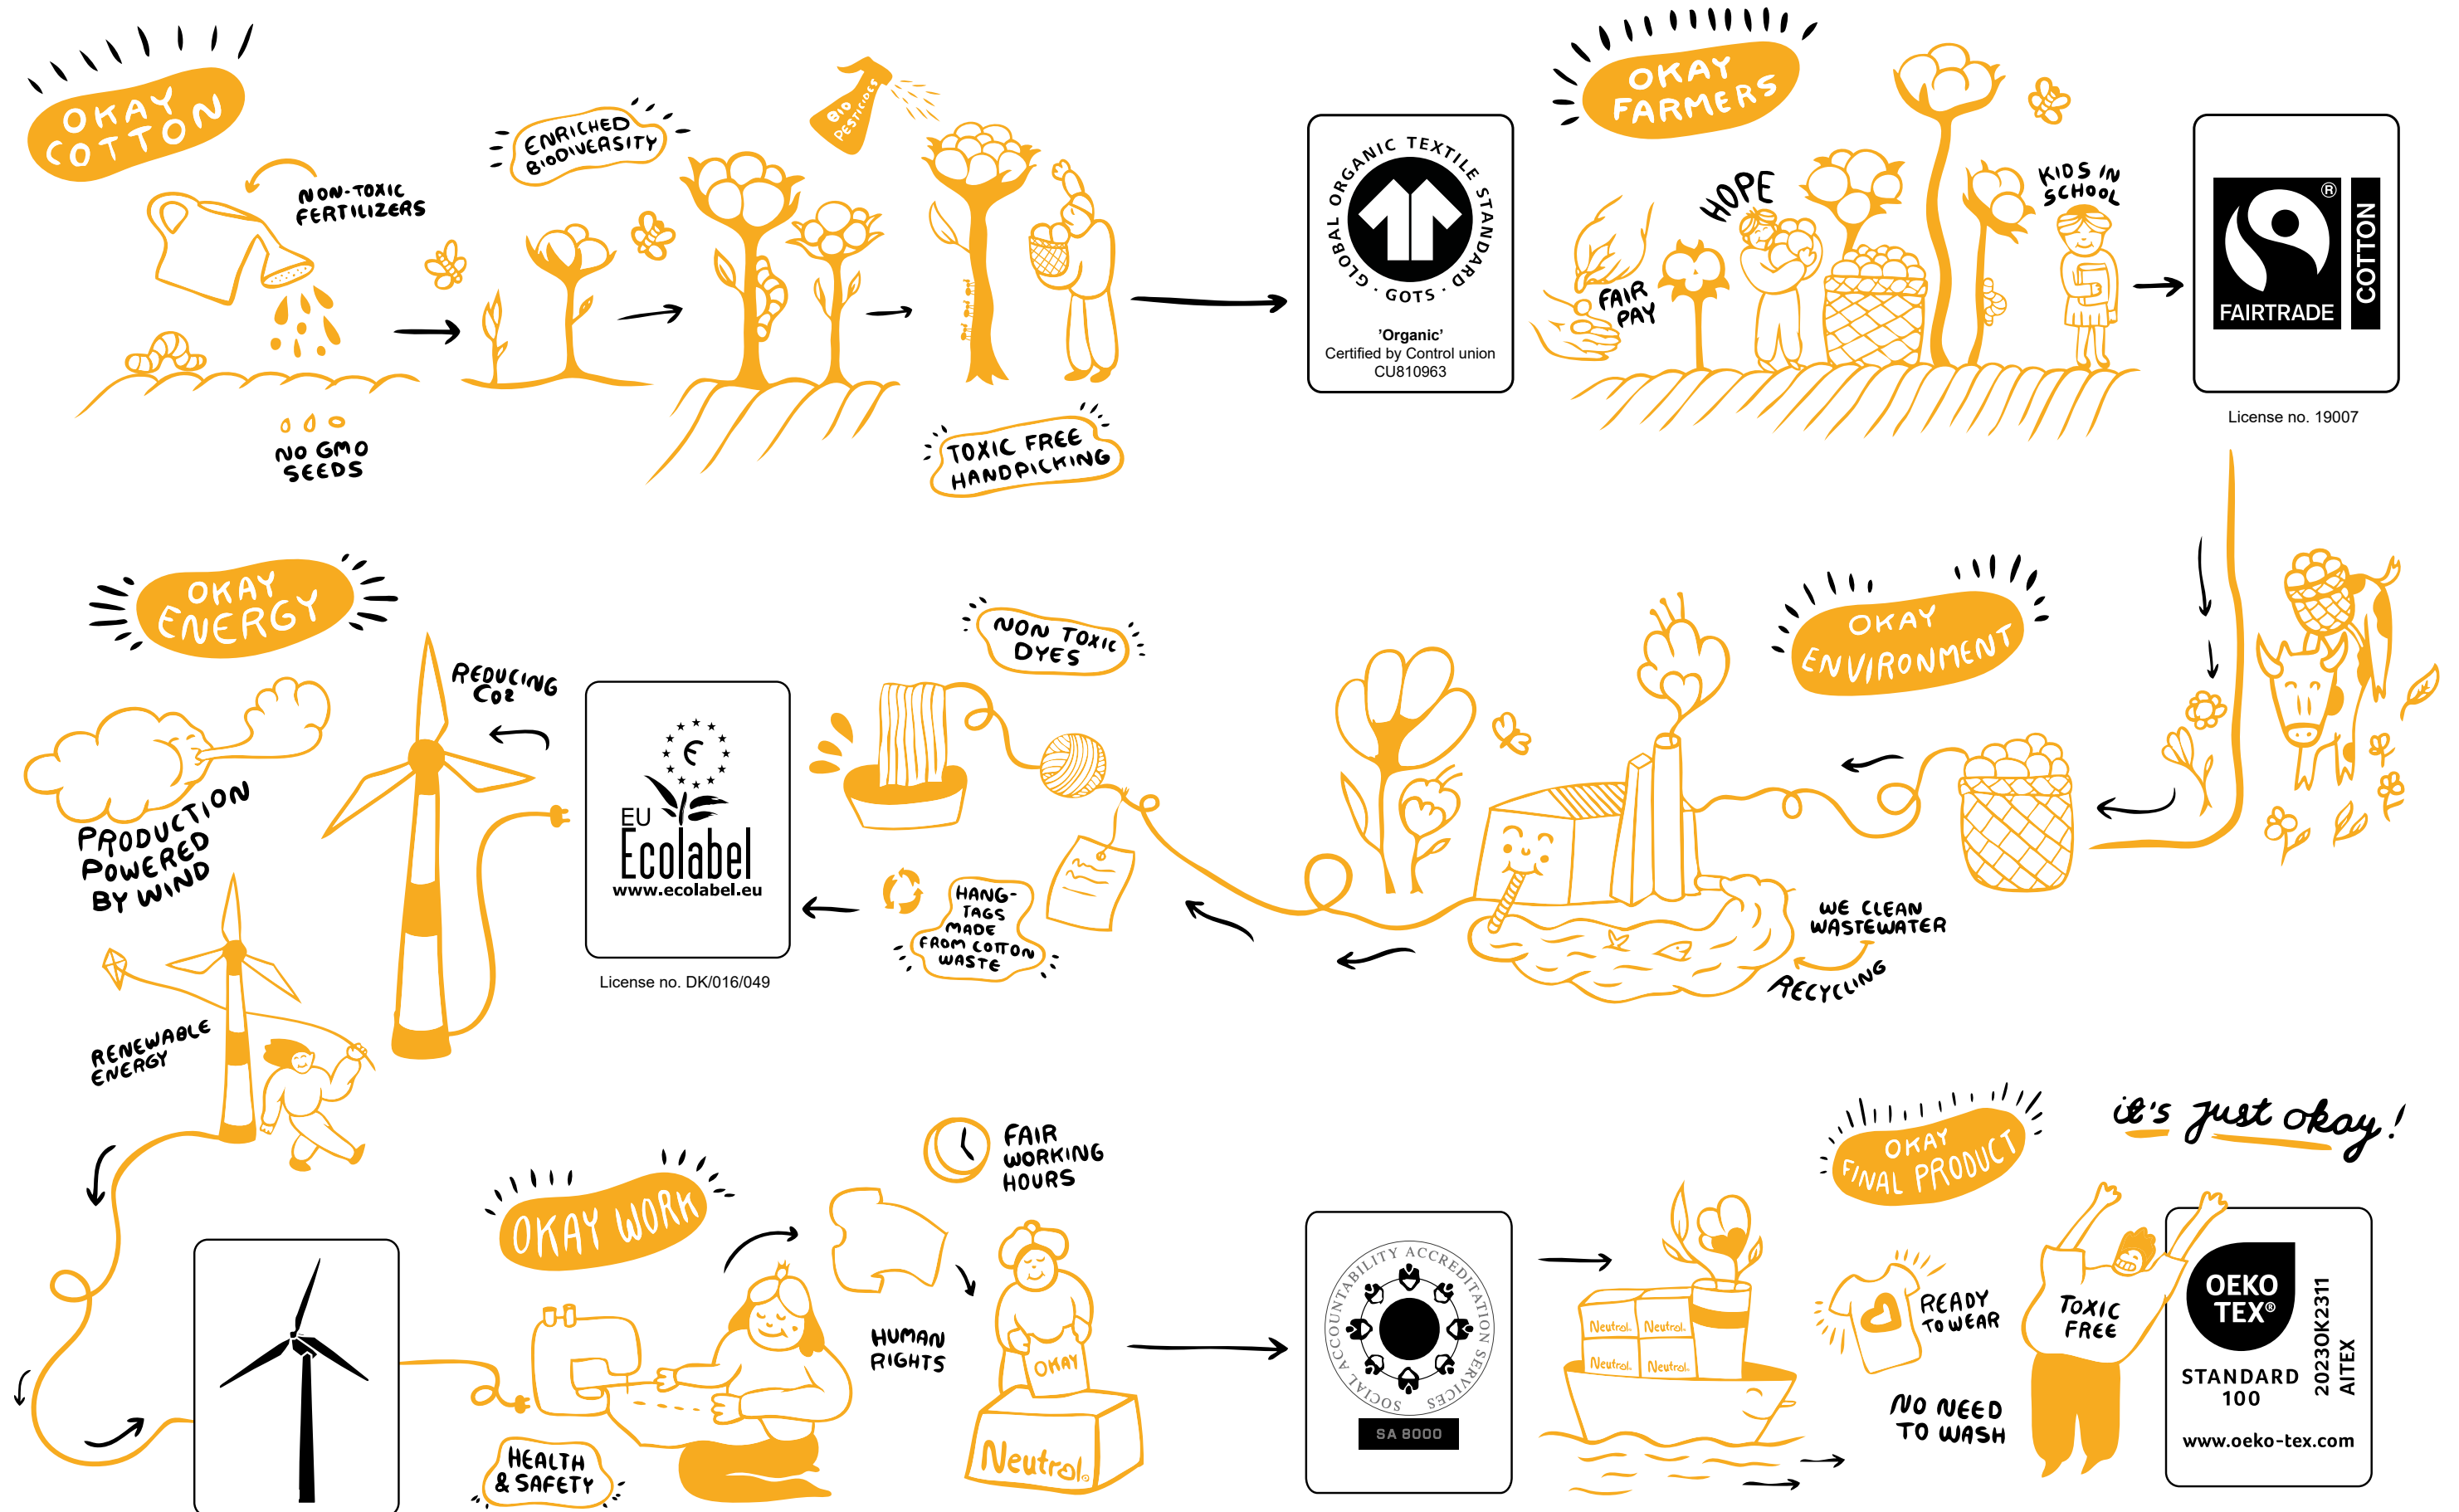 OKAY
COTTON
NON-TOXIC
FERTILIZERS
NO GMO
SEEDS
ENRICHED
BIODIVERSITY
BIO
PESTICIDES
TOXIC FREE
HANDPICKING
GLOBAL ORGANIC TEXTILE STANDARD · GOTS ·
'Organic'
Certified by Control union
CU810963
OKAY
FARMERS
FAIR
PAY
HOPE
KIDS IN
SCHOOL
®
FAIRTRADE
COTTON
License no. 19007
OKAY
ENVIRONMENT
WE CLEAN
WASTEWATER
RECYCLING
NON TOXIC
DYES
HANG-
TAGS
MADE
FROM COTTON
WASTE
EU
Ecolabel
www.ecolabel.eu
License no. DK/016/049
OKAY
ENERGY
REDUCING
CO2
PRODUCTION
POWERED
BY WIND
RENEWABLE
ENERGY
OKAY WORK
HEALTH
& SAFETY
FAIR
WORKING
HOURS
HUMAN
RIGHTS
OKAY
Neutral®
SOCIAL ACCOUNTABILITY ACCREDITATION SERVICES
SA 8000
Neutral® Neutral®
Neutral® Neutral®
OKAY
FINAL PRODUCT
it's just okay!
READY
TO WEAR
NO NEED
TO WASH
TOXIC
FREE
OEKO
TEX®
STANDARD
100
2023OK2311
AITEX
www.oeko-tex.com